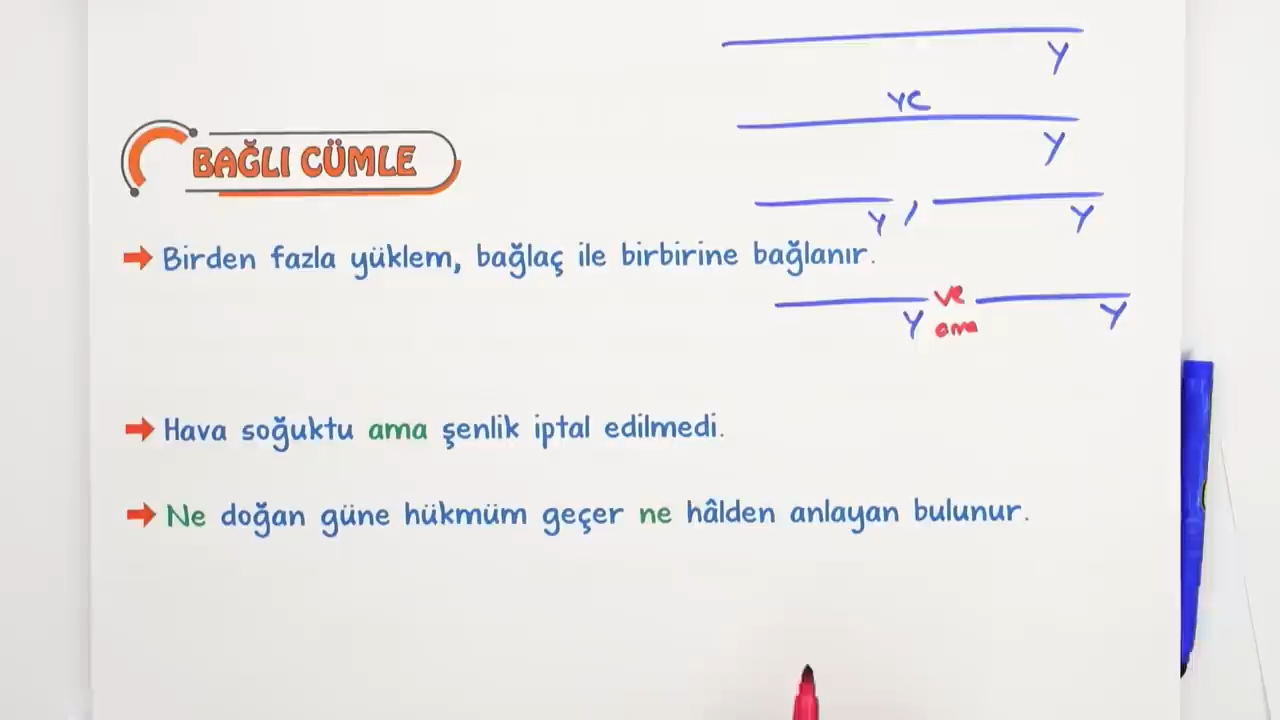 Y
YC
Y
BAĞLI CÜMLE
Y , Y
Birden fazla yüklem, bağlaç ile birbirine bağlanır.
ve
Y ama Y
Hava soğuktu ama şenlik iptal edilmedi.
Ne doğan güne hükmüm geçer ne hâlden anlayan bulunur.